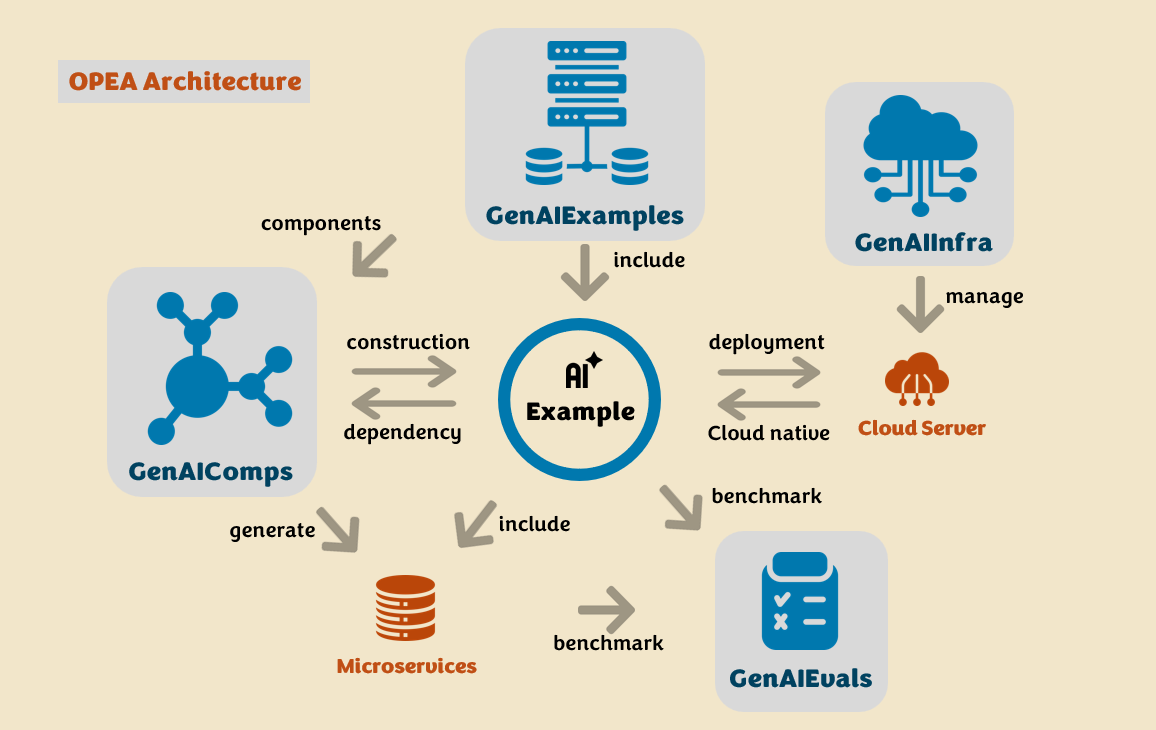 OPEA Architecture
GenAIExamples
GenAIInfra
components
include
manage
construction
deployment
AI
Example
dependency
Cloud native
Cloud Server
GenAIComps
benchmark
generate
include
benchmark
Microservices
GenAIEvals